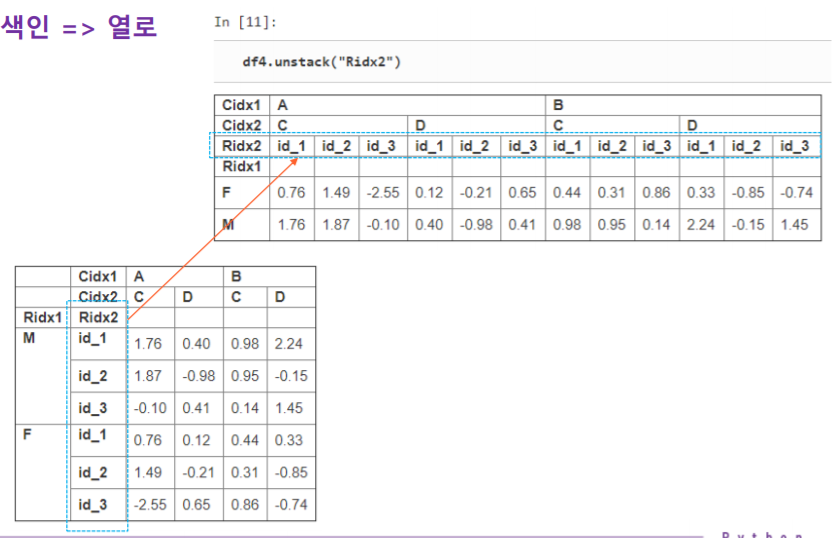 색인 => 열로
In [11]:
df4.unstack("Ridx2")
Cidx1 A B
Cidx2 C D C D
Ridx2 id_1 id_2 id_3 id_1 id_2 id_3 id_1 id_2 id_3 id_1 id_2 id_3
Ridx1
F 0.76 1.49 -2.55 0.12 -0.21 0.65 0.44 0.31 0.86 0.33 -0.85 -0.74
M 1.76 1.87 -0.10 0.40 -0.98 0.41 0.98 0.95 0.14 2.24 -0.15 1.45
Cidx1 A B
Cidx2 C D C D
Ridx1 Ridx2
M id_1 1.76 0.40 0.98 2.24
id_2 1.87 -0.98 0.95 -0.15
id_3 -0.10 0.41 0.14 1.45
F id_1 0.76 0.12 0.44 0.33
id_2 1.49 -0.21 0.31 -0.85
id_3 -2.55 0.65 0.86 -0.74
Python